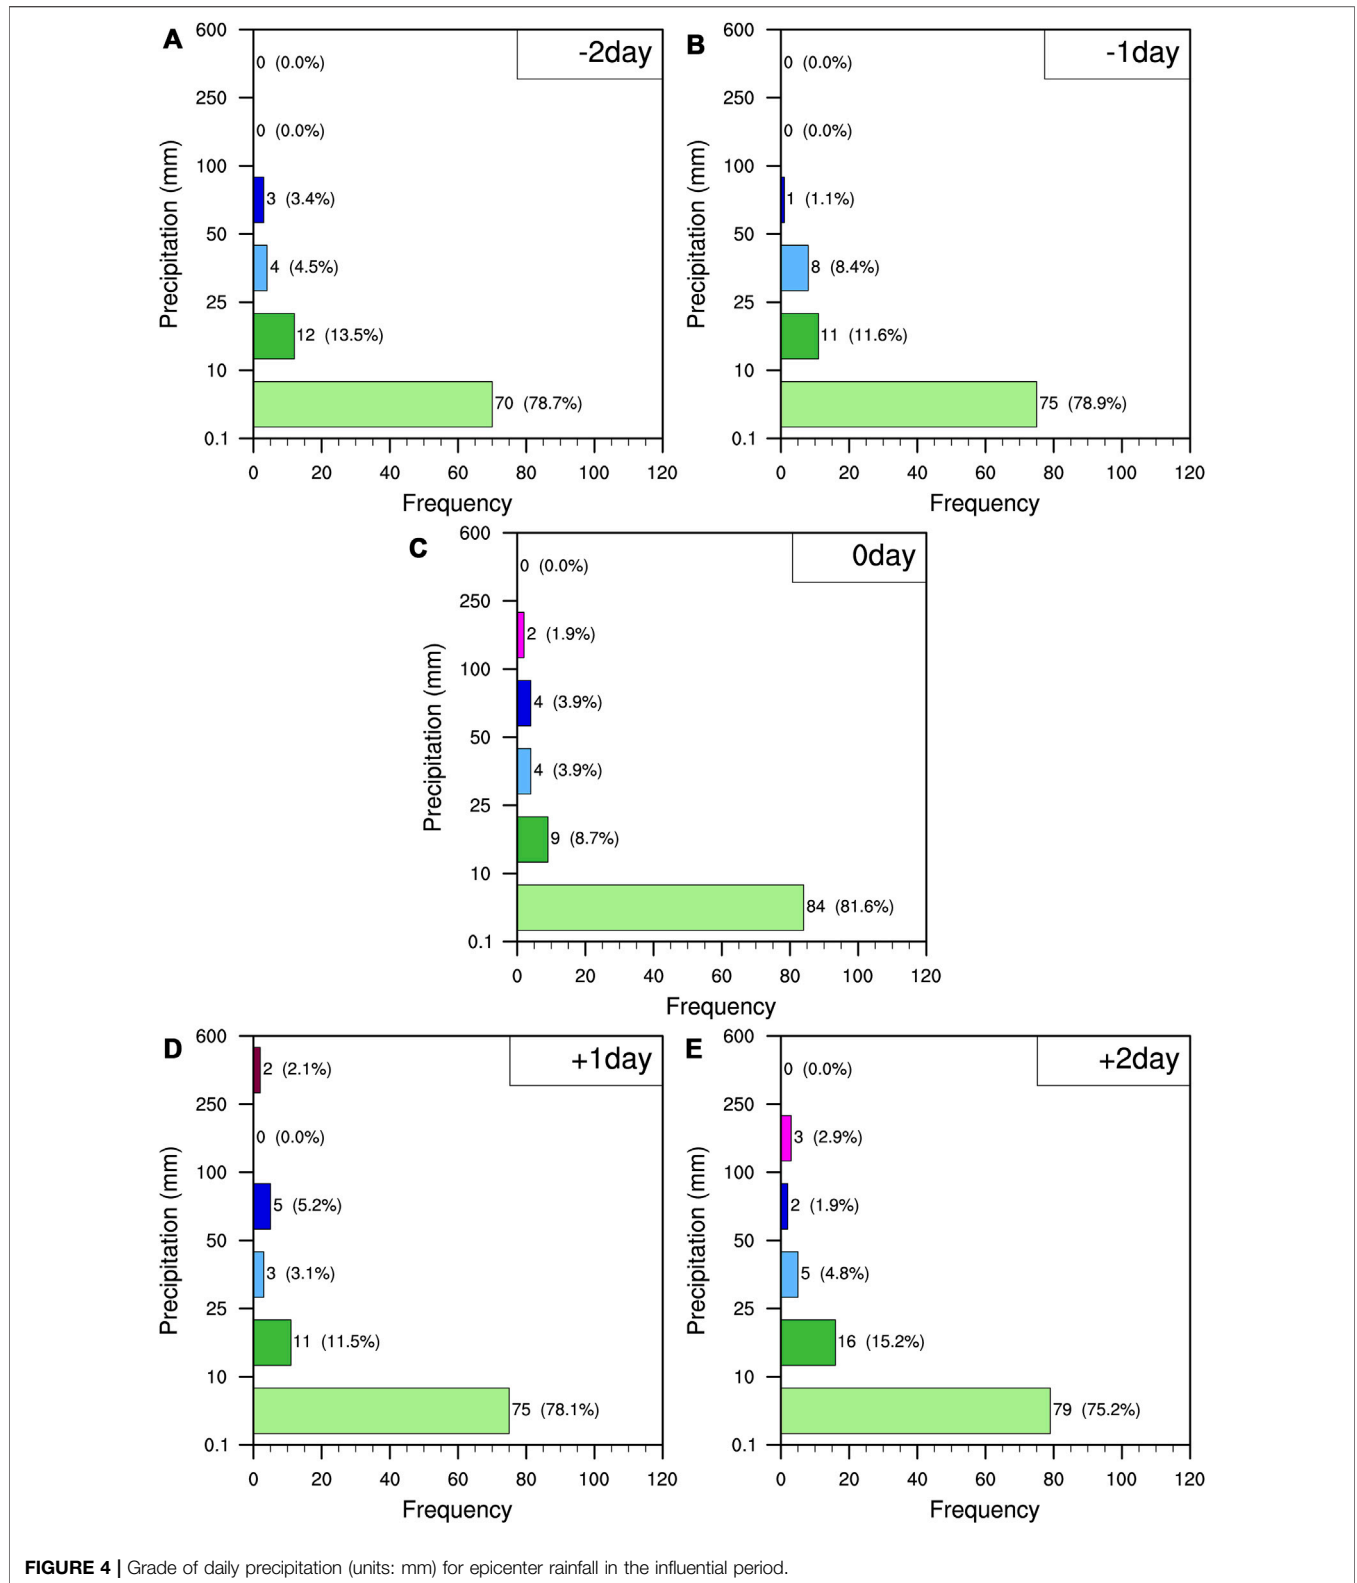 A
-2day
600
0 (0.0%)
250
0 (0.0%)
100
3 (3.4%)
50
4 (4.5%)
25
12 (13.5%)
10
70 (78.7%)
0.1
0 20 40 60 80 100 120
Precipitation (mm)
Frequency
B
-1day
600
0 (0.0%)
250
0 (0.0%)
100
1 (1.1%)
50
8 (8.4%)
25
11 (11.6%)
10
75 (78.9%)
0.1
0 20 40 60 80 100 120
Precipitation (mm)
Frequency
C
0day
600
0 (0.0%)
250
2 (1.9%)
100
4 (3.9%)
50
4 (3.9%)
25
9 (8.7%)
10
84 (81.6%)
0.1
0 20 40 60 80 100 120
Precipitation (mm)
Frequency
D
+1day
600
2 (2.1%)
250
0 (0.0%)
100
5 (5.2%)
50
3 (3.1%)
25
11 (11.5%)
10
75 (78.1%)
0.1
0 20 40 60 80 100 120
Precipitation (mm)
Frequency
E
+2day
600
0 (0.0%)
250
3 (2.9%)
100
2 (1.9%)
50
5 (4.8%)
25
16 (15.2%)
10
79 (75.2%)
0.1
0 20 40 60 80 100 120
Precipitation (mm)
Frequency
FIGURE 4 | Grade of daily precipitation (units: mm) for epicenter rainfall in the influential period.